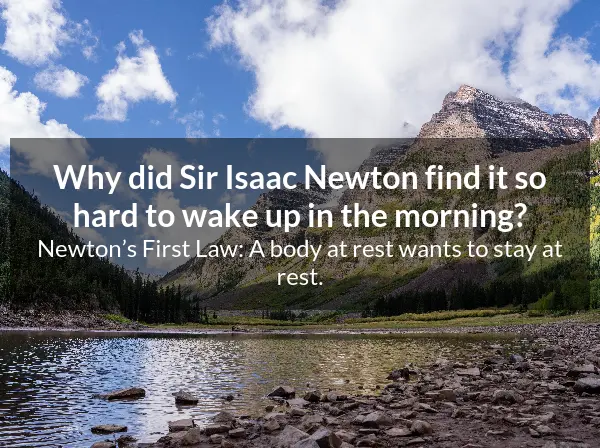 Why did Sir Isaac Newton find it so
hard to wake up in the morning?
Newton’s First Law: A body at rest wants to stay at
rest.